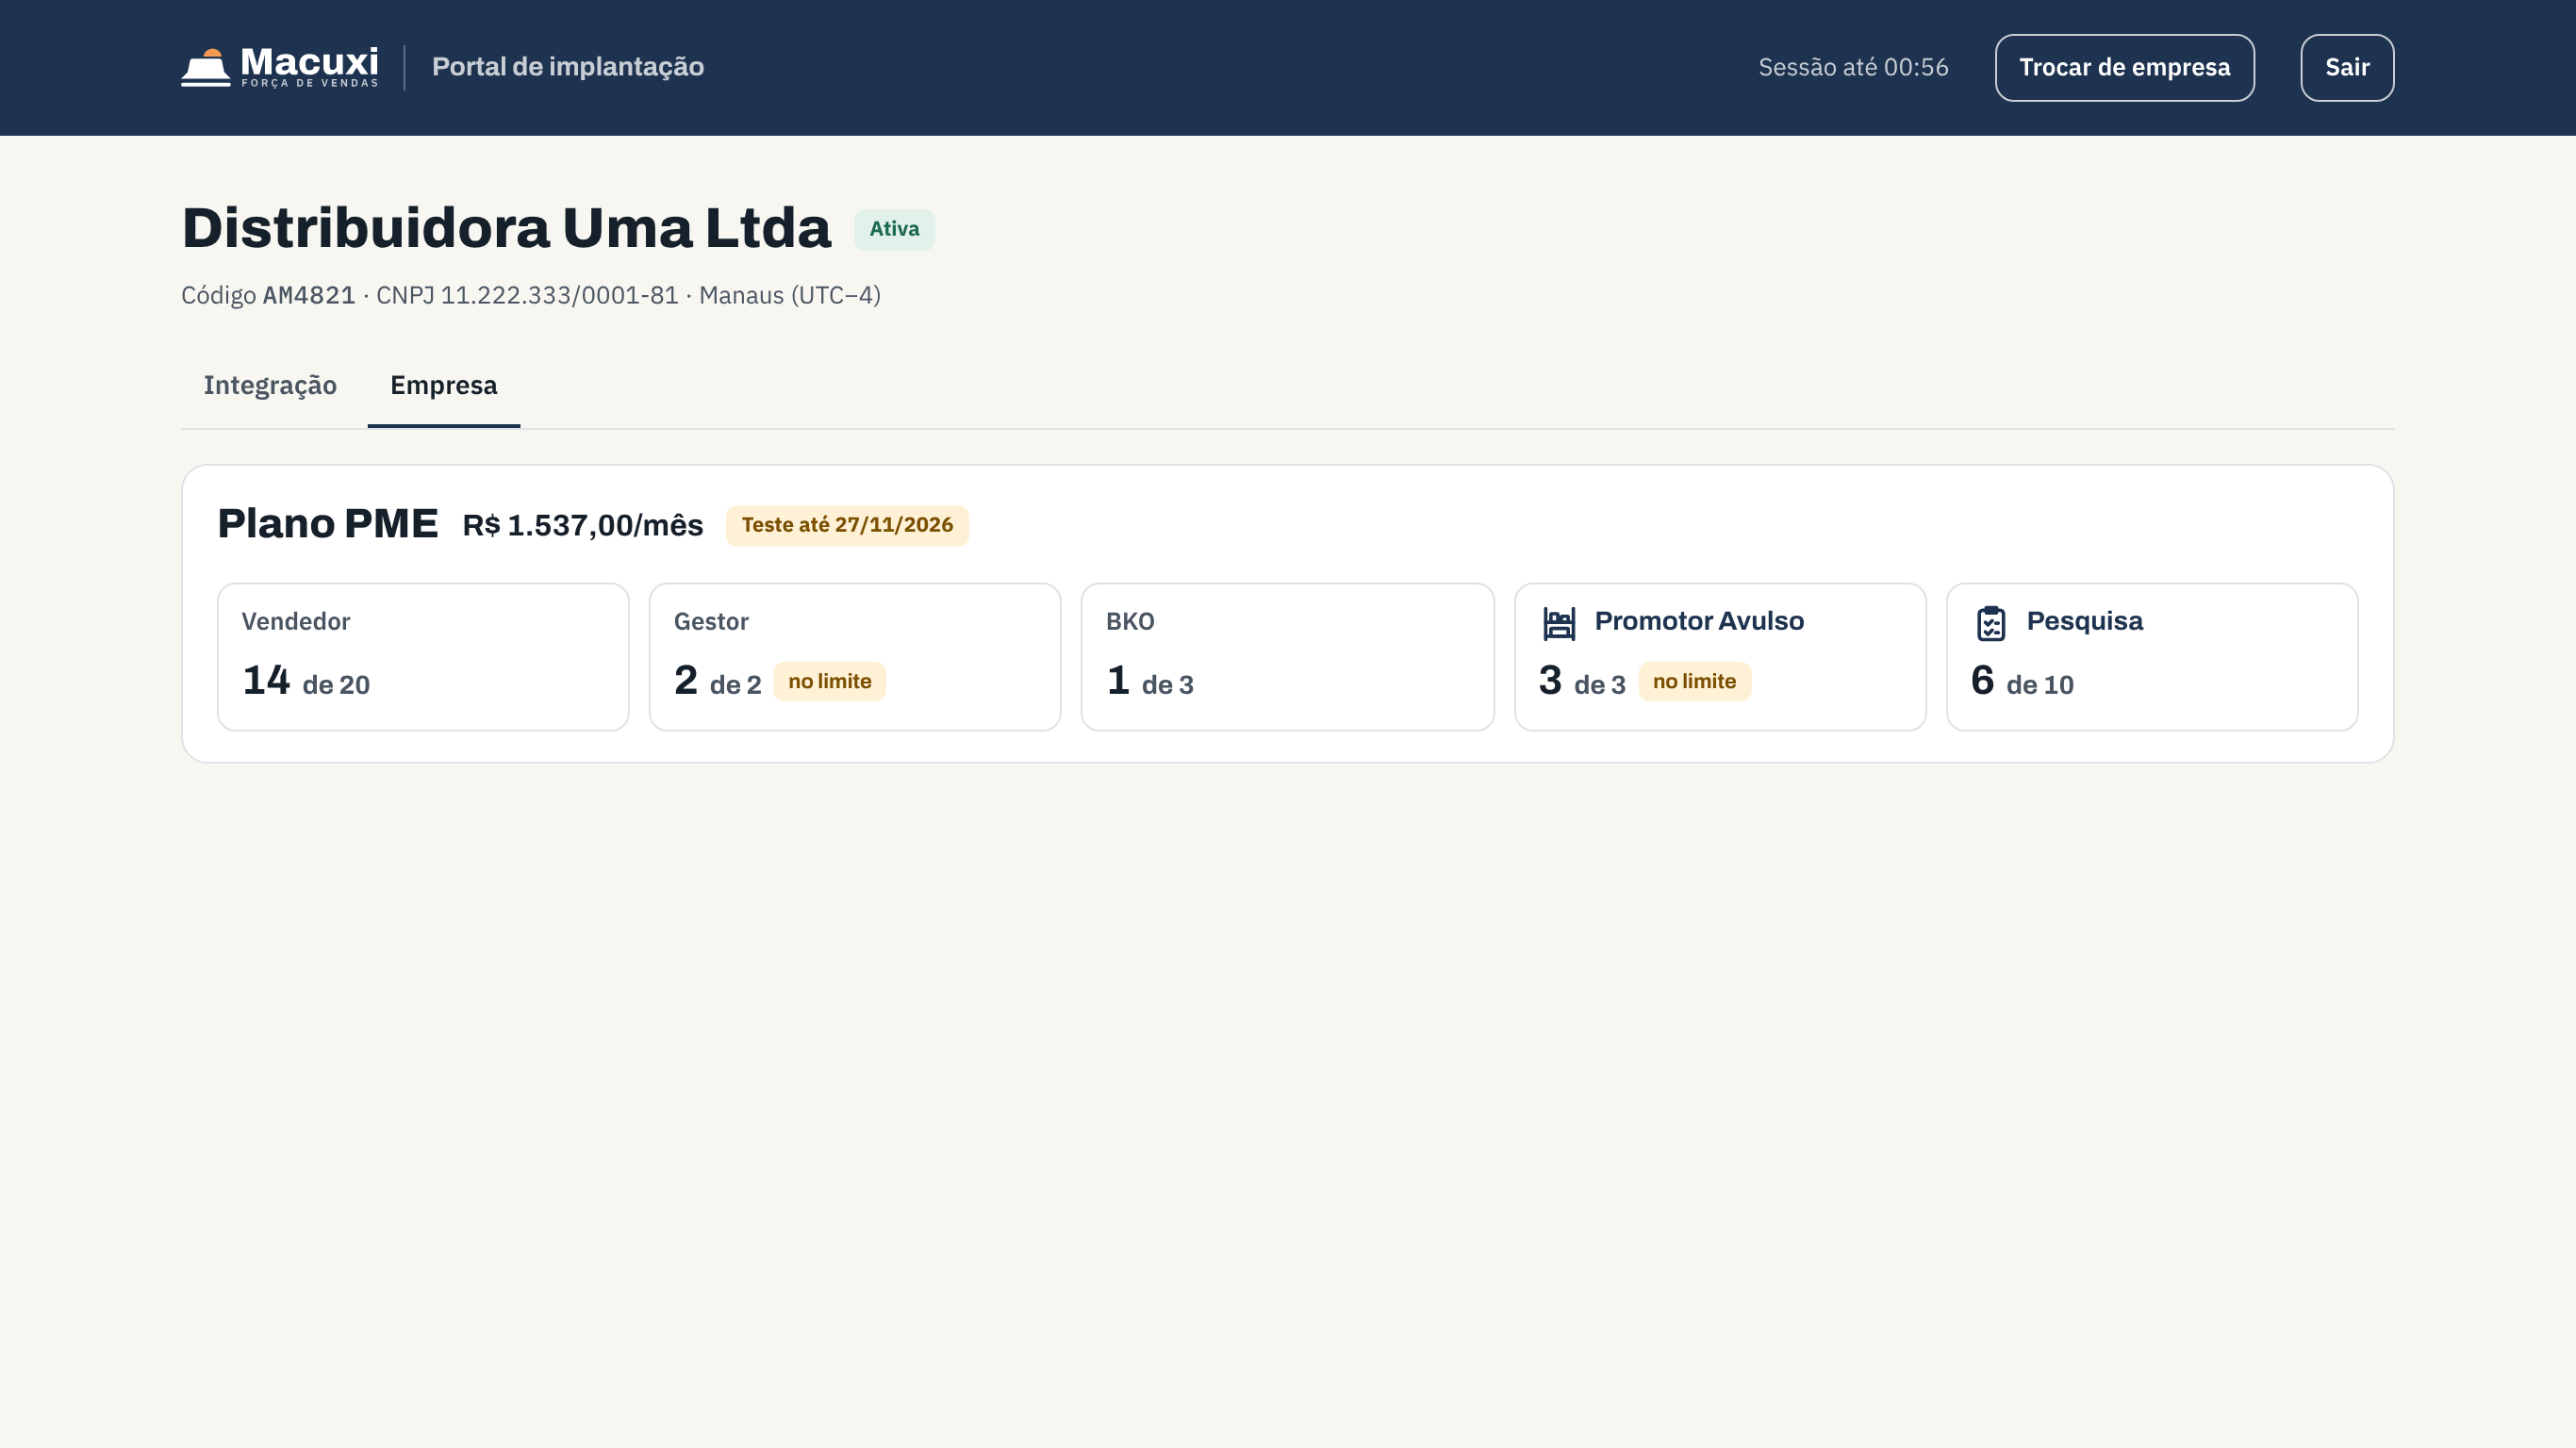 Macuxi
FORÇA DE VENDAS
Portal de implantação
Sessão até 00:56
Trocar de empresa
Sair
Distribuidora Uma Ltda
Ativa
Código AM4821 · CNPJ 11.222.333/0001-81 · Manaus (UTC−4)
Integração
Empresa
Plano PME
R$ 1.537,00/mês
Teste até 27/11/2026
Vendedor
14 de 20
Gestor
2 de 2
no limite
BKO
1 de 3
Promotor Avulso
3 de 3
no limite
Pesquisa
6 de 10